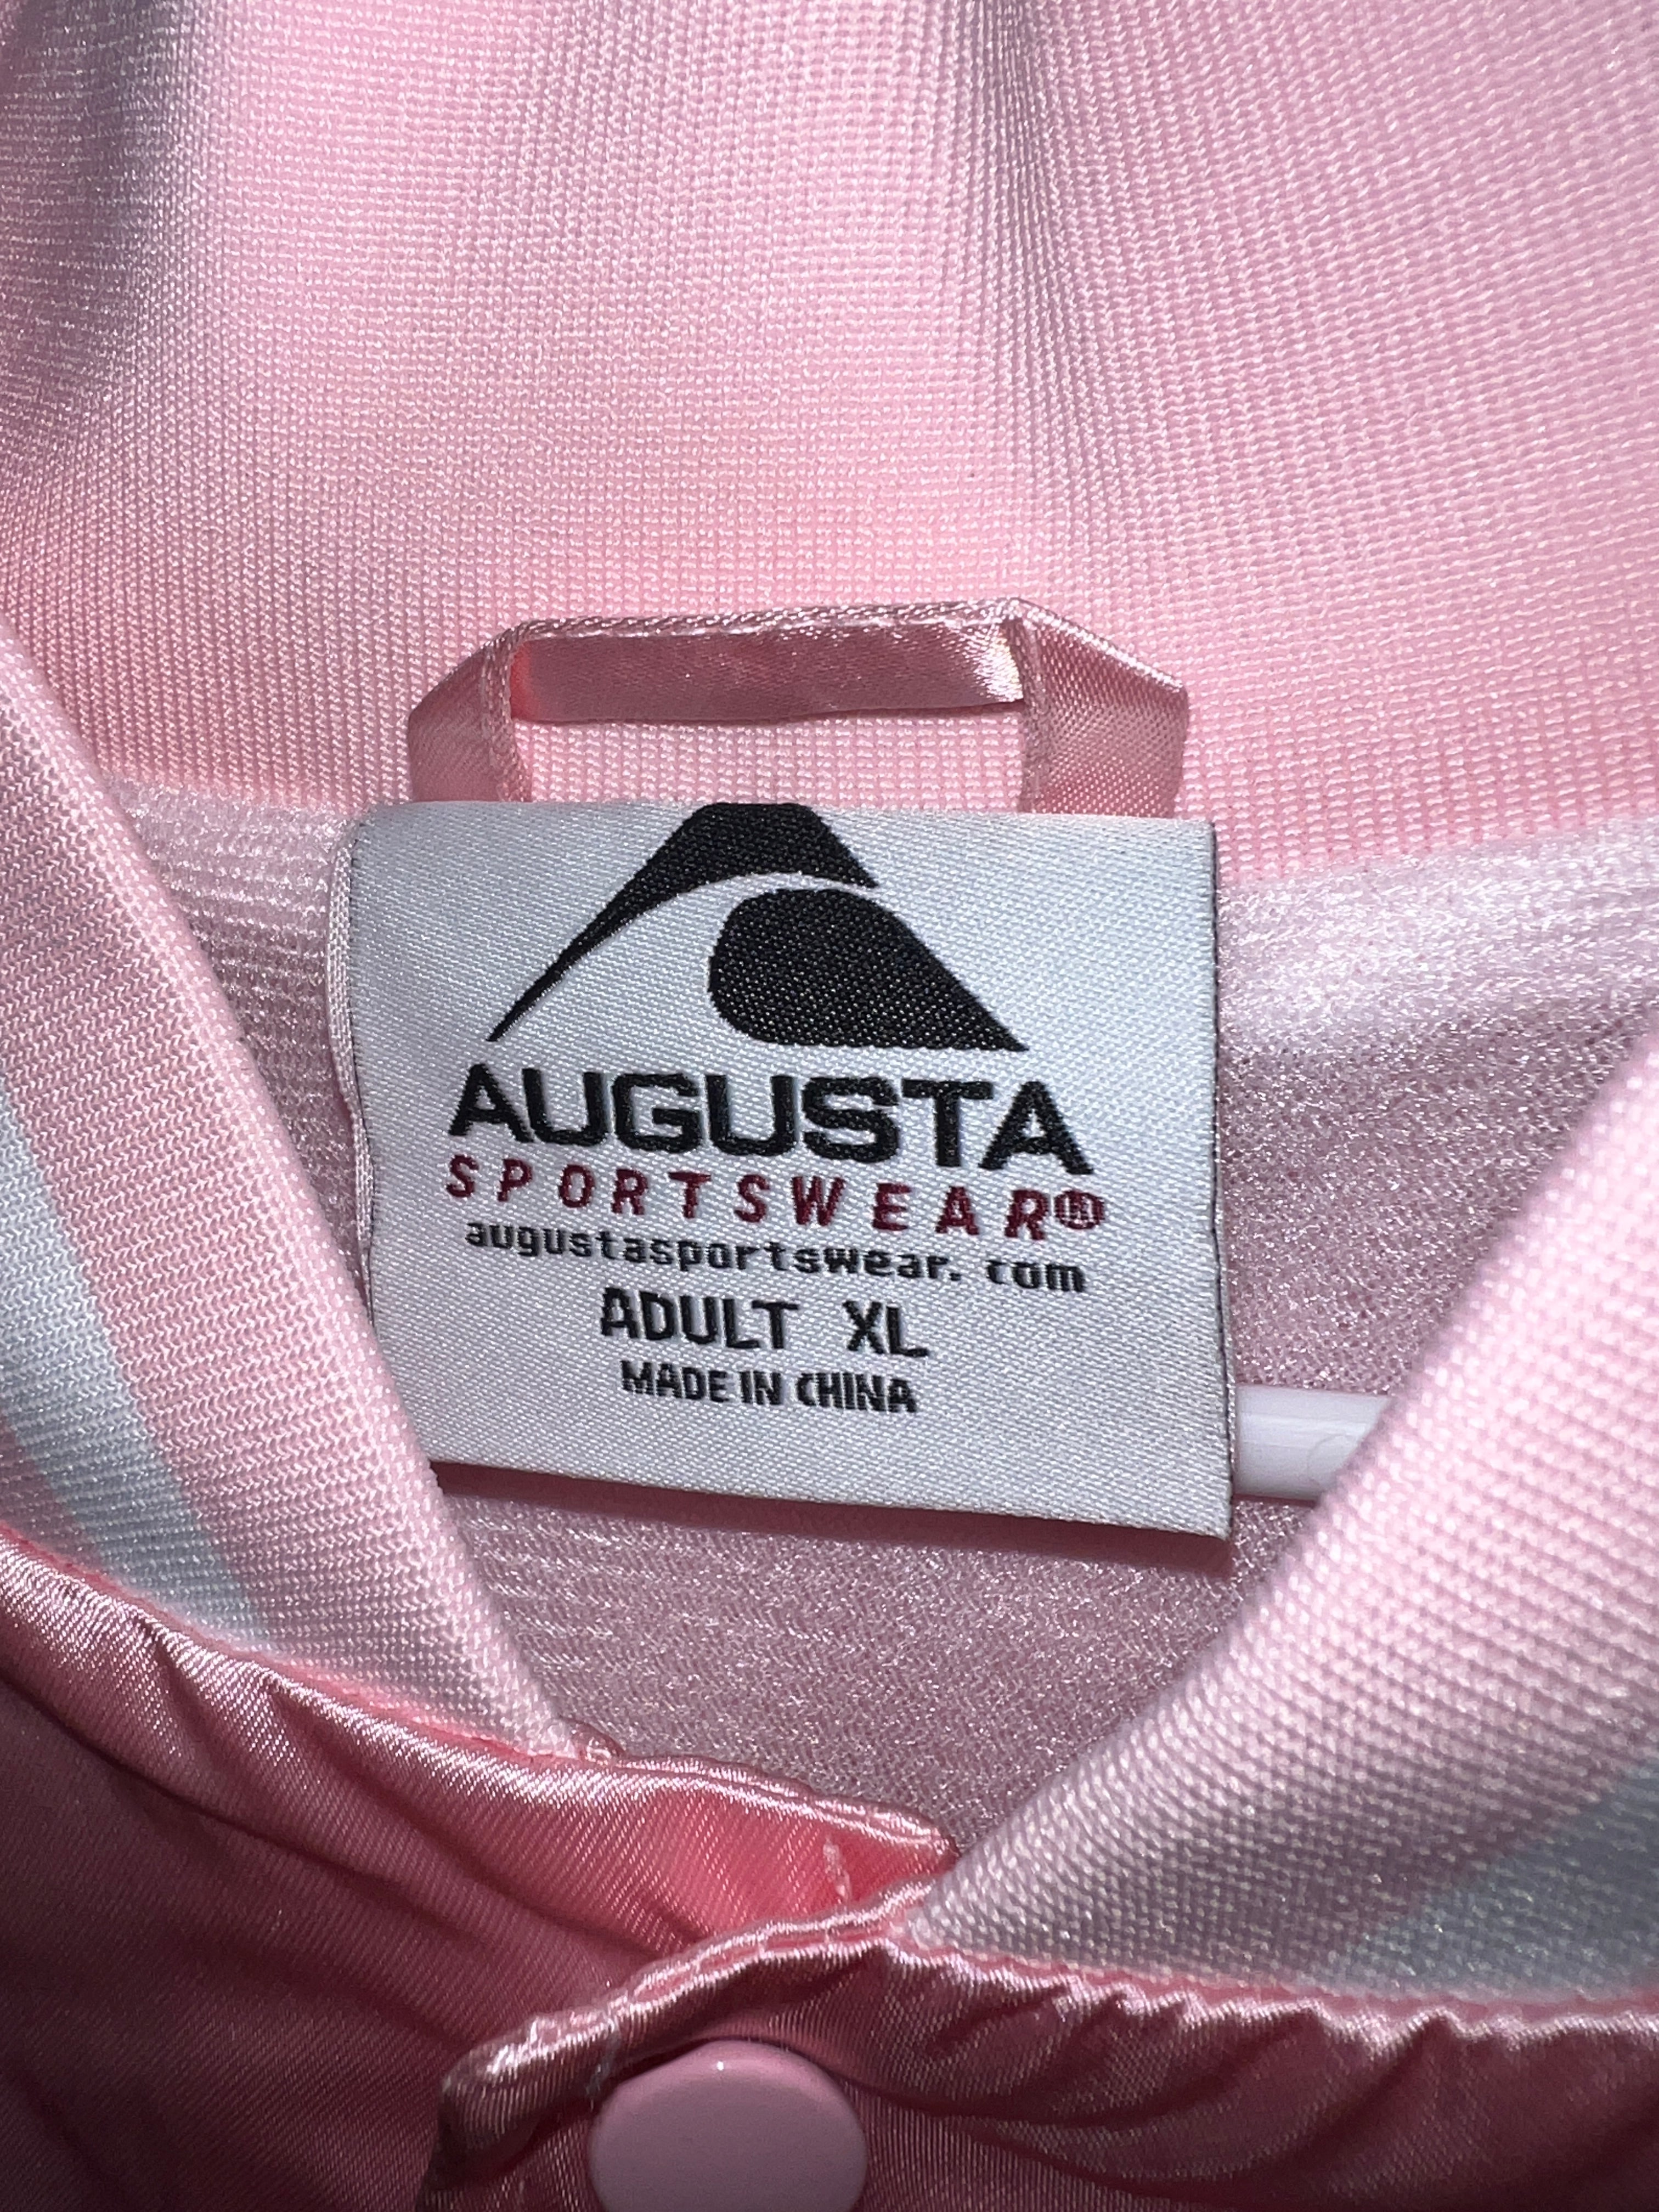 AUGUSTA
SPORTSWEAR®
augustasportswear.com
ADULT XL
MADE IN CHINA